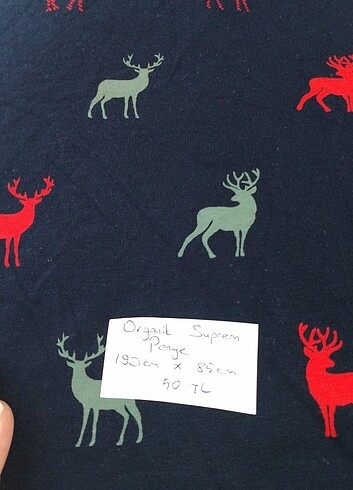 Organik Suprem
Penye
190cm x 85cm
50 TL